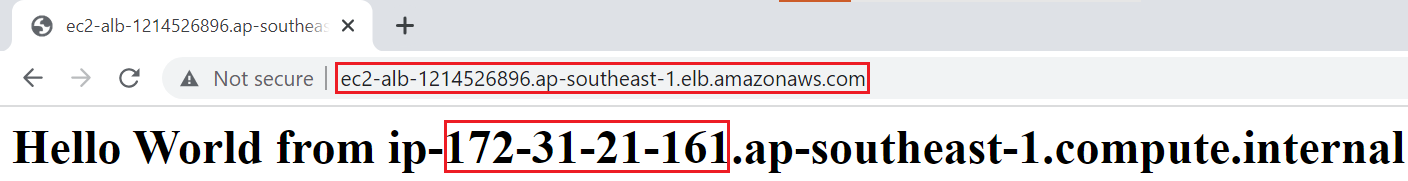 ec2-alb-1214526896.ap-southeas
Not secure | ec2-alb-1214526896.ap-southeast-1.elb.amazonaws.com
Hello World from ip-172-31-21-161.ap-southeast-1.compute.internal